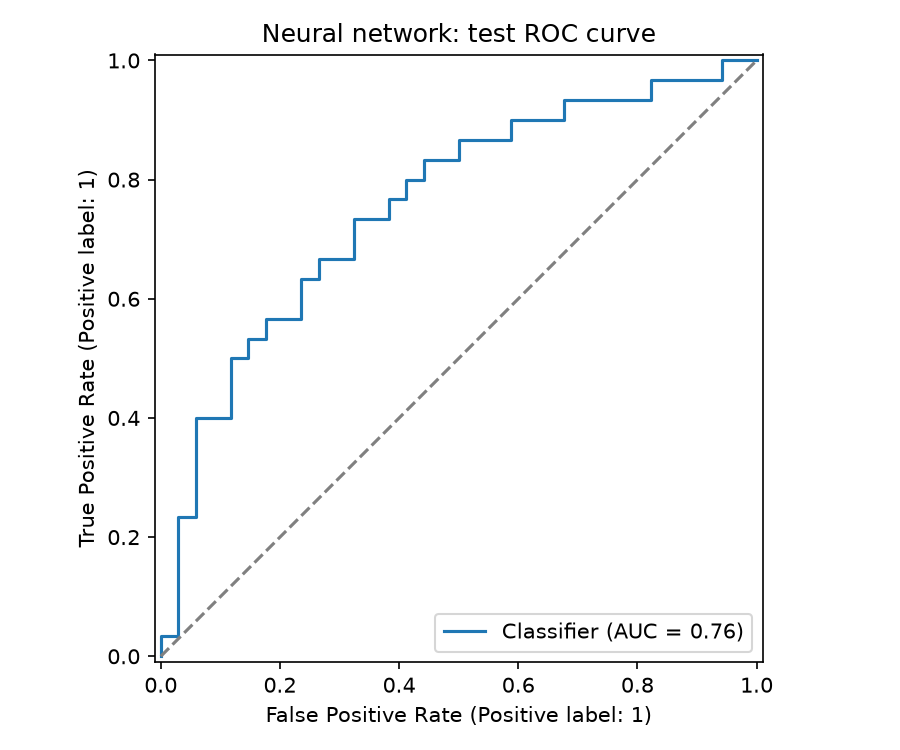 Neural network: test ROC curve
True Positive Rate (Positive label: 1)
1.0
0.8
0.6
0.4
0.2
0.0
Classifier (AUC = 0.76)
0.0 0.2 0.4 0.6 0.8 1.0
False Positive Rate (Positive label: 1)